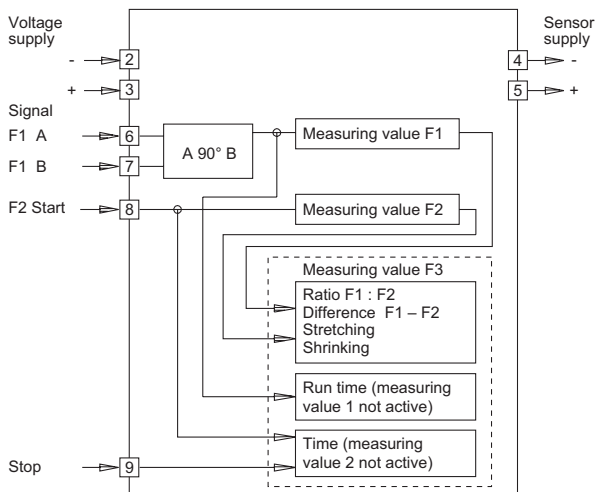 Voltage
supply
- 2
+ 3
Signal
F1 A 6
F1 B 7
F2 Start 8
Stop 9
A 90° B
Measuring value F1
Measuring value F2
Measuring value F3
Ratio F1 : F2
Difference F1 – F2
Stretching
Shrinking
Run time (measuring
value 1 not active)
Time (measuring
value 2 not active)
Sensor
supply
4 -
5 +